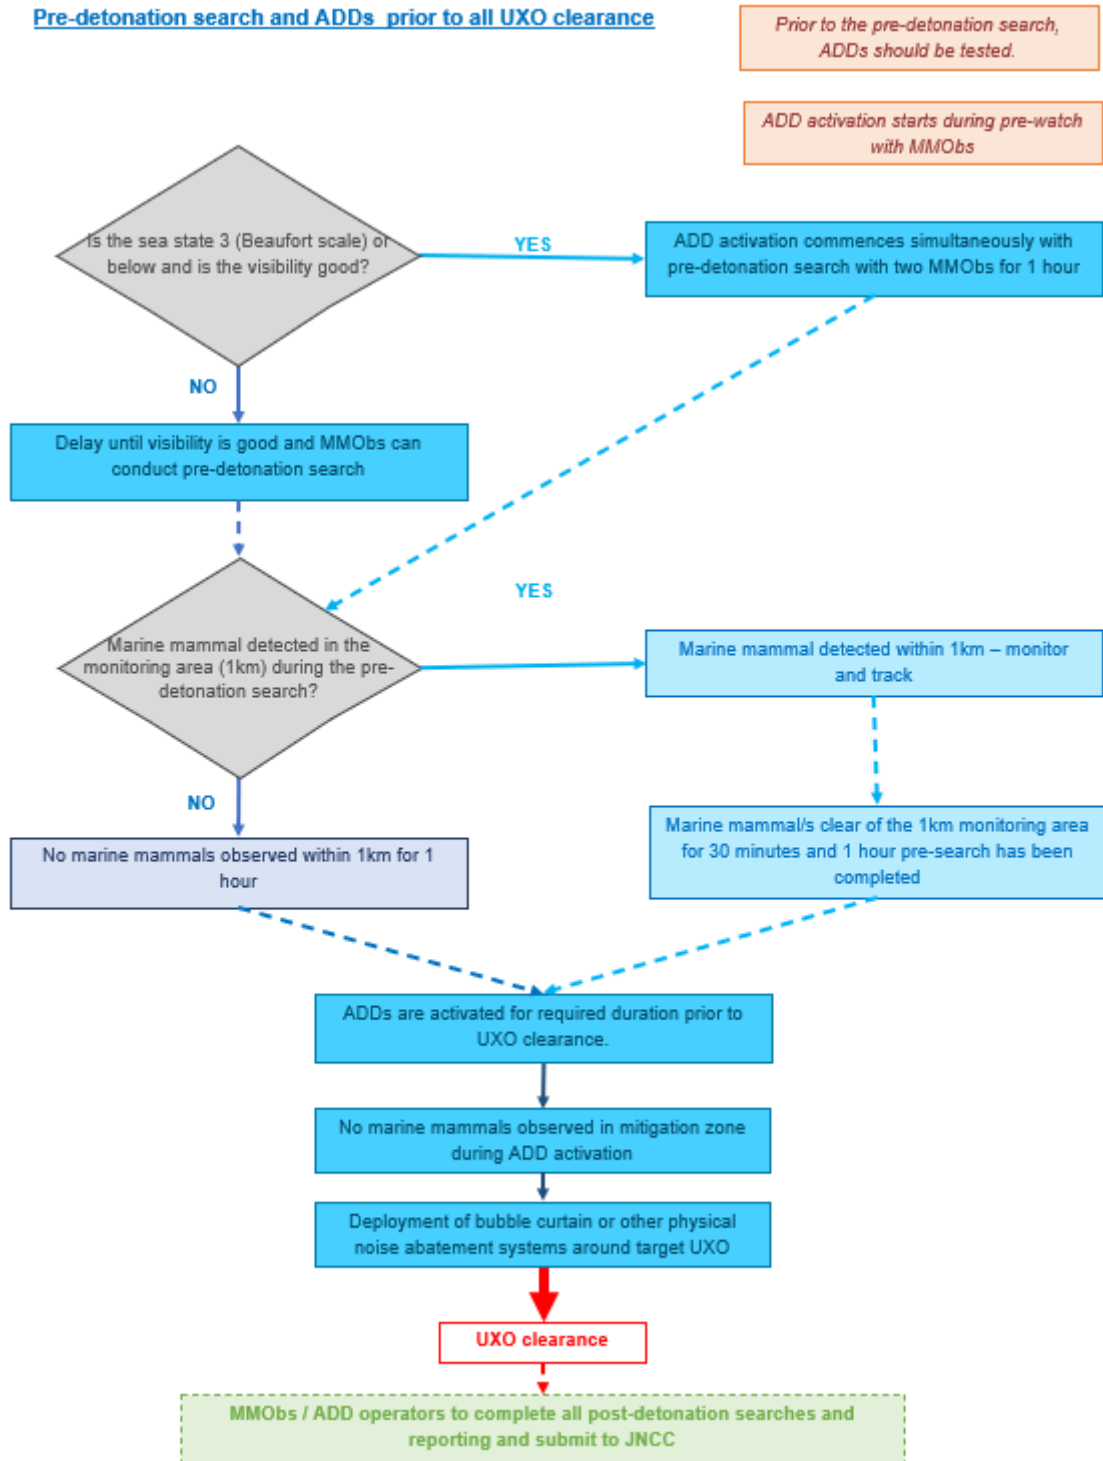 Pre-detonation search and ADDs prior to all UXO clearance
Prior to the pre-detonation search,
ADDs should be tested.
ADD activation starts during pre-watch
with MMObs
Is the sea state 3 (Beaufort scale) or
below and is the visibility good?
YES
ADD activation commences simultaneously with
pre-detonation search with two MMObs for 1 hour
NO
Delay until visibility is good and MMObs can
conduct pre-detonation search
Marine mammal detected in the
monitoring area (1km) during the pre-
detonation search?
YES
Marine mammal detected within 1km – monitor
and track
NO
No marine mammals observed within 1km for 1
hour
Marine mammal/s clear of the 1km monitoring area
for 30 minutes and 1 hour pre-search has been
completed
ADDs are activated for required duration prior to
UXO clearance.
No marine mammals observed in mitigation zone
during ADD activation
Deployment of bubble curtain or other physical
noise abatement systems around target UXO
UXO clearance
MMObs / ADD operators to complete all post-detonation searches and
reporting and submit to JNCC